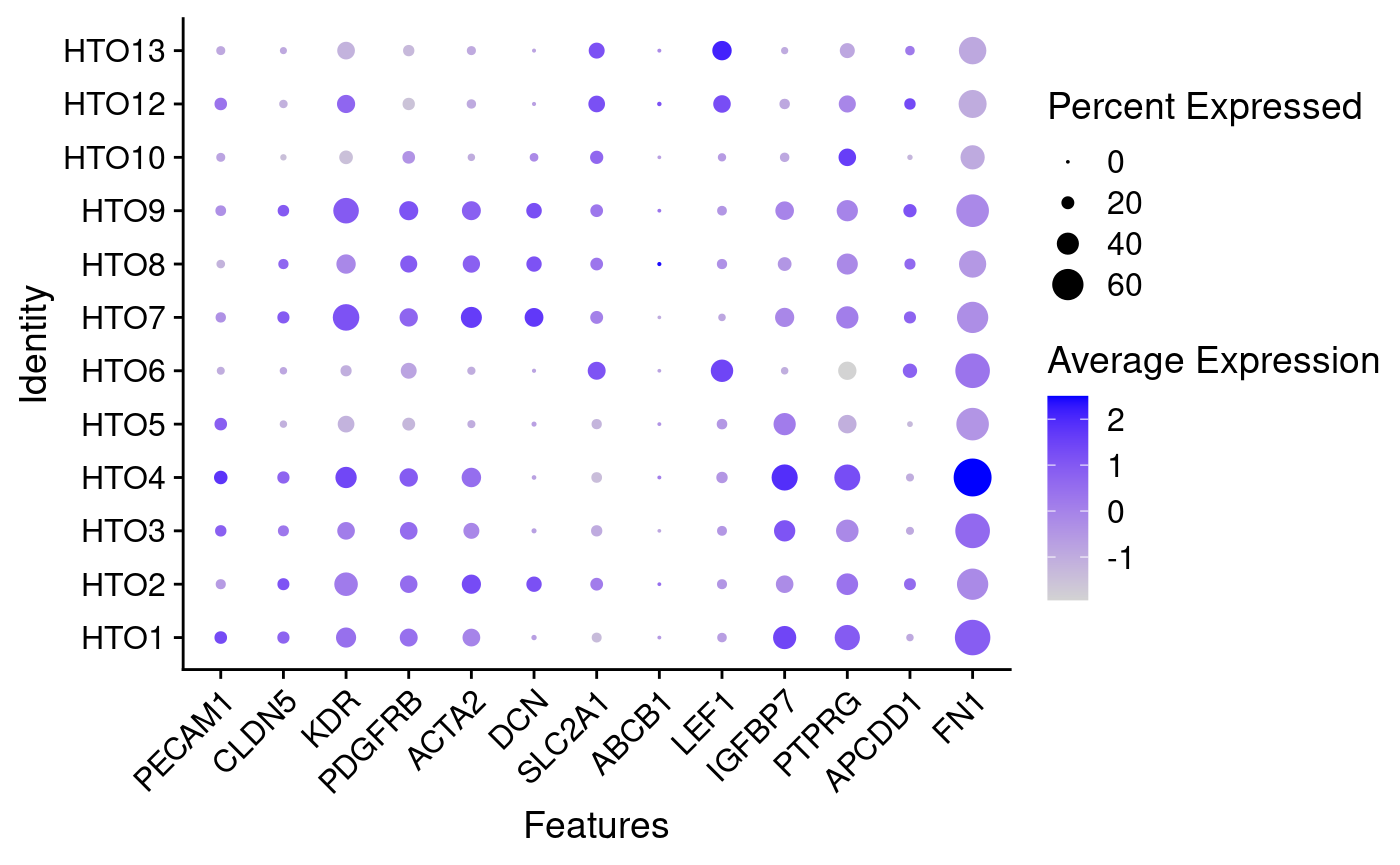 HTO13
HTO12
HTO10
HTO9
HTO8
HTO7
HTO6
HTO5
HTO4
HTO3
HTO2
HTO1
Identity
PECAM1
CLDN5
KDR
PDGFRB
ACTA2
DCN
SLC2A1
ABCB1
LEF1
IGFBP7
PTPRG
APCDD1
FN1
Features
Percent Expressed
0
20
40
60
Average Expression
2
1
0
-1